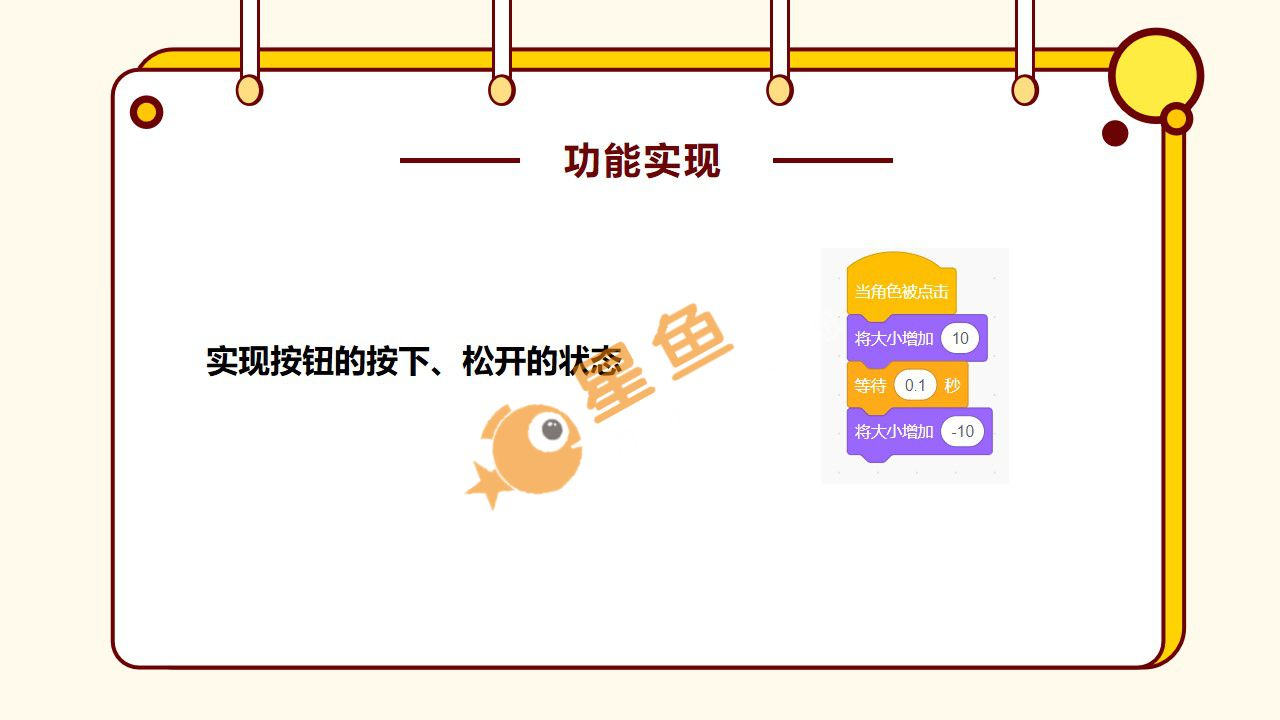 功能实现
实现按钮的按下、松开的状态
星鱼
当角色被点击
将大小增加 10
等待 0.1 秒
将大小增加 -10